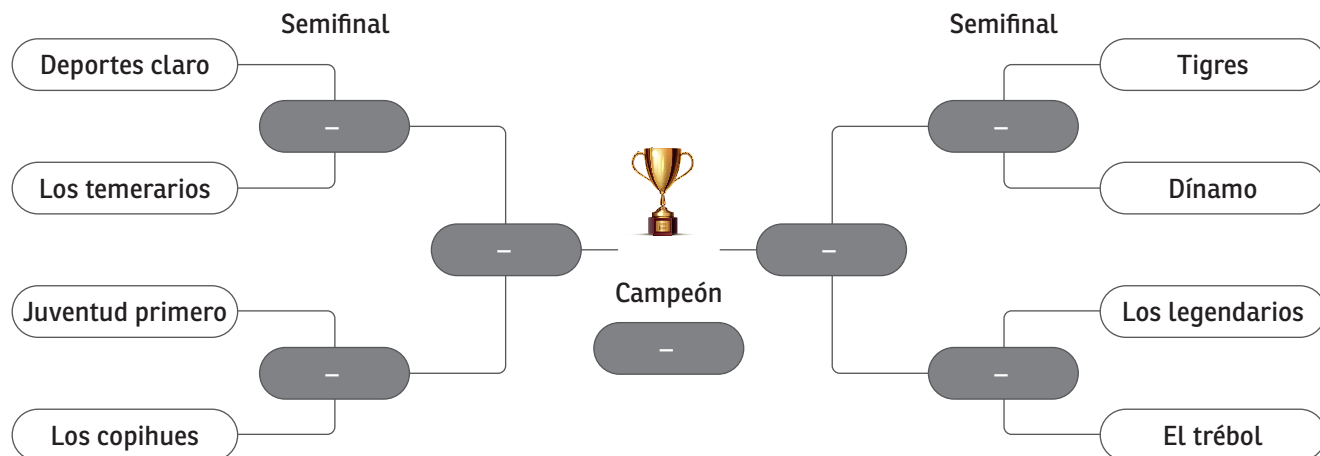 Semifinal
Semifinal
Deportes claro
Tigres
–
–
Los temerarios
Dínamo
–
–
Juventud primero
Campeón
Los legendarios
–
–
–
Los copihues
El trébol